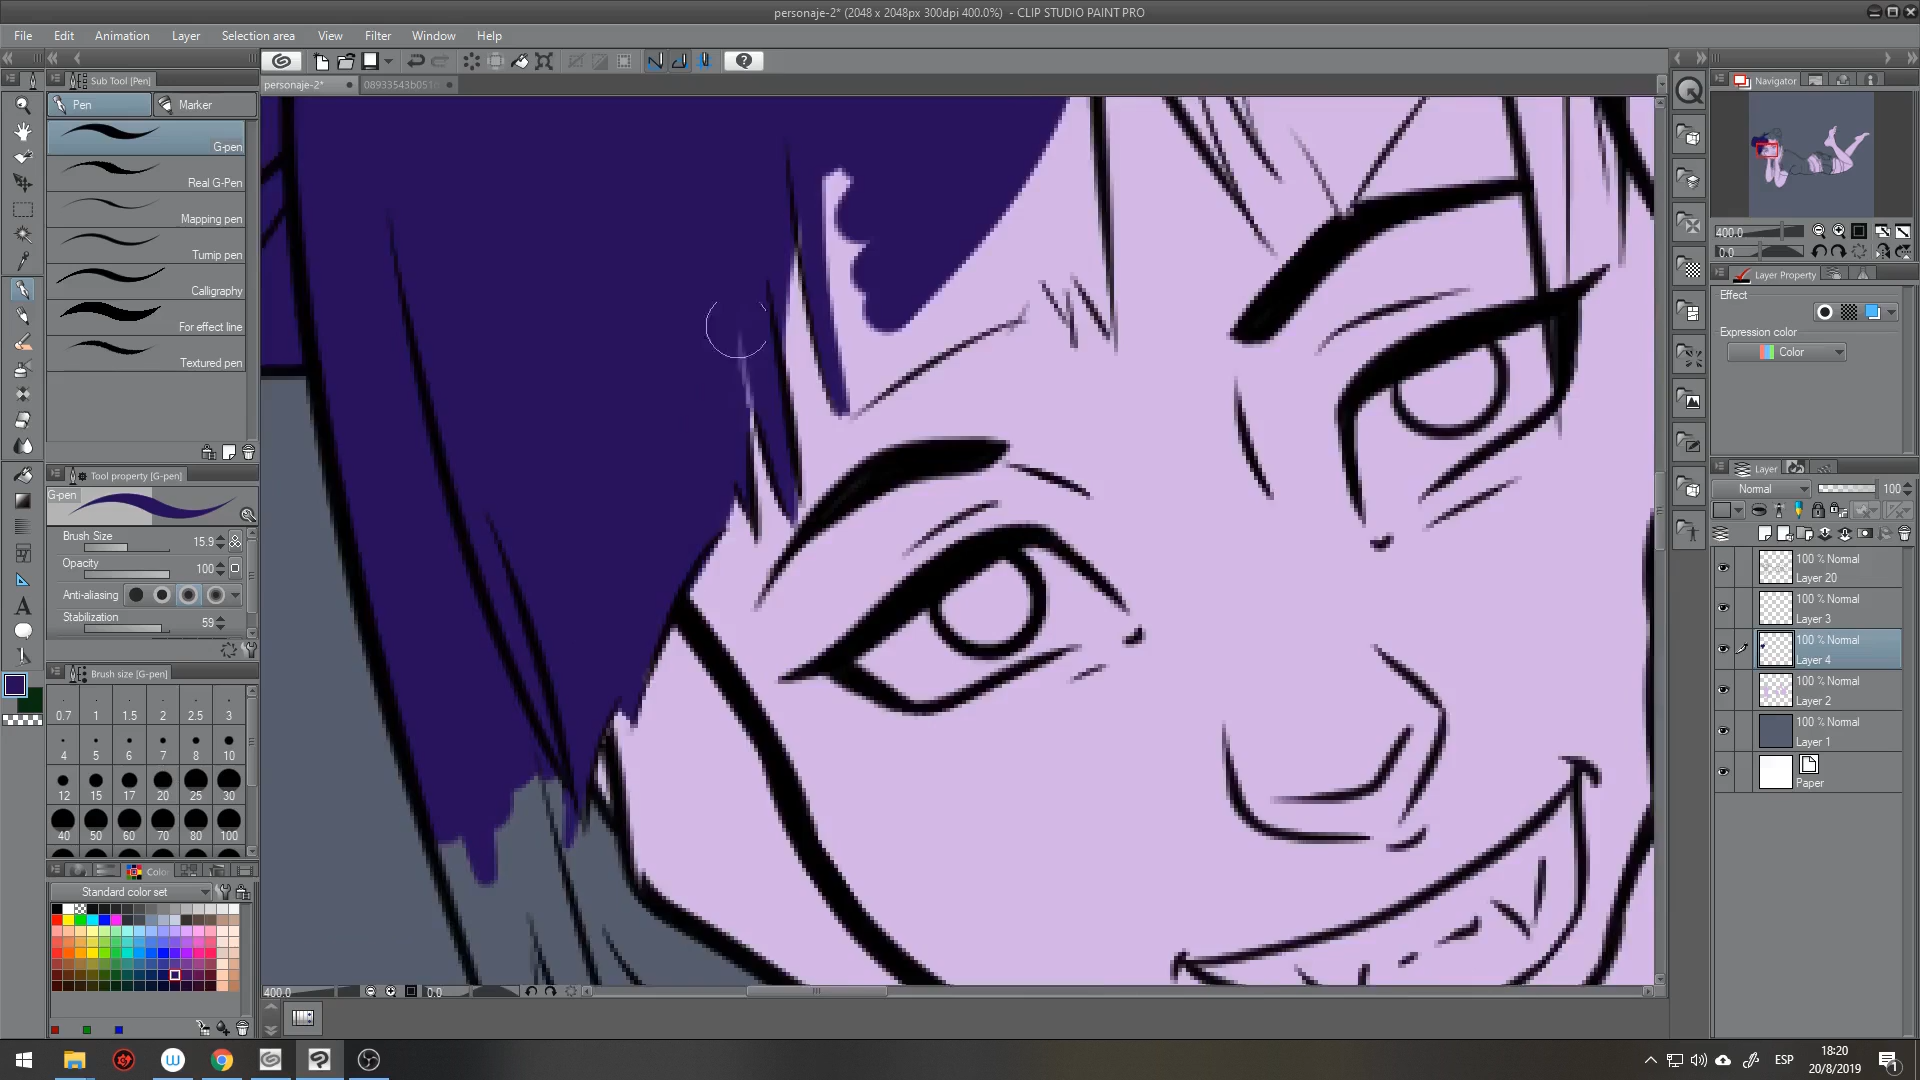 personaje-2* (2048 x 2048px 300dpi 400.0%) - CLIP STUDIO PAINT PRO
File Edit Animation Layer Selection area View Filter Window Help
Sub Tool [Pen]
personaje-2*
Pen Marker
G-pen
Real G-Pen
Mapping pen
Turnip pen
Calligraphy
For effect line
Textured pen
Tool property [G-pen]
G-pen
Brush Size 15.9
Opacity 100
Anti-aliasing
Stabilization 59
Brush size [G-pen]
0.7 1 1.5 2 2.5 3
4 5 6 7 8 10
12 15 17 20 25 30
40 50 60 70 80 100
Color
Standard color set
400.0 0.0
Navigator
400.0
0.0
Layer Property
Effect
Expression color
Color
Layer
Normal 100
100 % Normal
Layer 20
100 % Normal
Layer 3
100 % Normal
Layer 4
100 % Normal
Layer 2
100 % Normal
Layer 1
Paper
ESP
18:20
20/8/2019
1